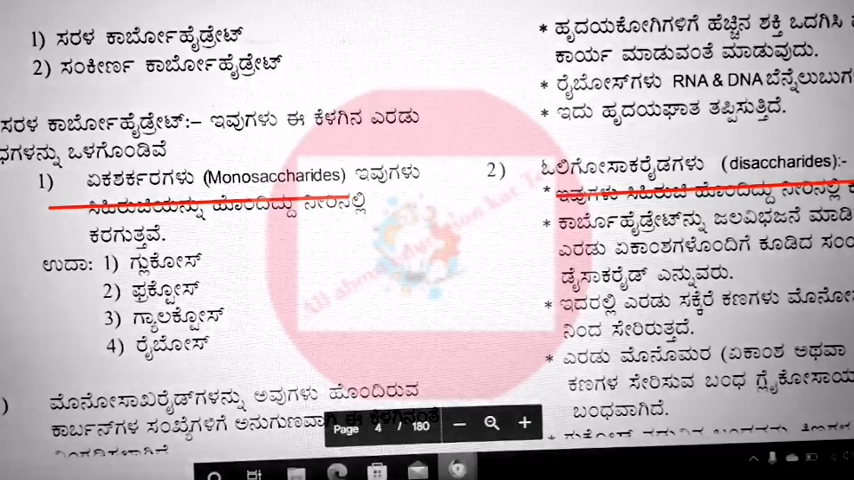 1) ಸರಳ ಕಾರ್ಬೋಹೈಡ್ರೇಟ್
2) ಸಂಕೀರ್ಣ ಕಾರ್ಬೋಹೈಡ್ರೇಟ್
ಸರಳ ಕಾರ್ಬೋಹೈಡ್ರೇಟ್:– ಇವುಗಳು ಈ ಕೆಳಗಿನ ಎರಡು
ಒಳಗೊಂಡಿವೆ
1) ಏಕಶರ್ಕರಗಳು (Monosaccharides) ಇವುಗಳು
ಸಿಹಿರುಚಿಯನ್ನು ಹೊಂದಿದ್ದು ನೀರಿನಲ್ಲಿ
ಕರಗುತ್ತವೆ.
ಉದಾ: 1) ಗ್ಲುಕೋಸ್
2) ಫ್ರಕ್ಟೋಸ್
3) ಗ್ಯಾಲಕ್ಟೋಸ್
4) ರೈಬೋಸ್
) ಮೊನೋಸಾಖರೈಡ್‌ಗಳನ್ನು ಅವುಗಳು ಹೊಂದಿರುವ
ಕಾರ್ಬನ್‌ಗಳ ಸಂಖ್ಯೆಗಳಿಗೆ ಅನುಗುಣವಾಗಿ ಈ ಕೆಳಗಿನಂತೆ
* ಹೃದಯಕೋಗಿಗಳಿಗೆ ಹೆಚ್ಚಿನ ಶಕ್ತಿ ಒದಗಿಸಿ
ಕಾರ್ಯ ಮಾಡುವಂತೆ ಮಾಡುವುದು.
* ರೈಬೋಸ್‌ಗಳು RNA & DNA ಬೆನ್ನೆಲುಬುಗ
* ಇದು ಹೃದಯಘಾತ ತಪ್ಪಿಸುತ್ತಿದೆ.
2) ಓಲಿಗೋಸಾಕರೈಡಗಳು (disaccharides):-
* ಇವುಗಳು ಸಿಹಿರುಚಿ ಹೊಂದಿದ್ದು ನೀರಿನಲ್ಲಿ ಕ
* ಕಾರ್ಬೊಹೈಡ್ರೆಟ್‌ನ್ನು ಜಲವಿಭಜನೆ ಮಾಡಿ
ಎರಡು ಏಕಾಂಶಗಳೊಂದಿಗೆ ಕೂಡಿದ ಸಂಂ
ಡೈಸಾಕರೈಡ್ ಎನ್ನುವರು.
* ಇದರಲ್ಲಿ ಎರಡು ಸಕ್ಕರೆ ಕಣಗಳು ಮೊನೋಸ
ನಿಂದ ಸೇರಿರುತ್ತದೆ.
* ಎರಡು ಮೊನೊಮರ (ಏಕಾಂಶ ಅಥವಾ
ಕಣಗಳ ಸೇರಿಸುವ ಬಂಧ ಗ್ಲೈಕೋಸಾಯ
ಬಂಧವಾಗಿದೆ.
Page 4 / 180